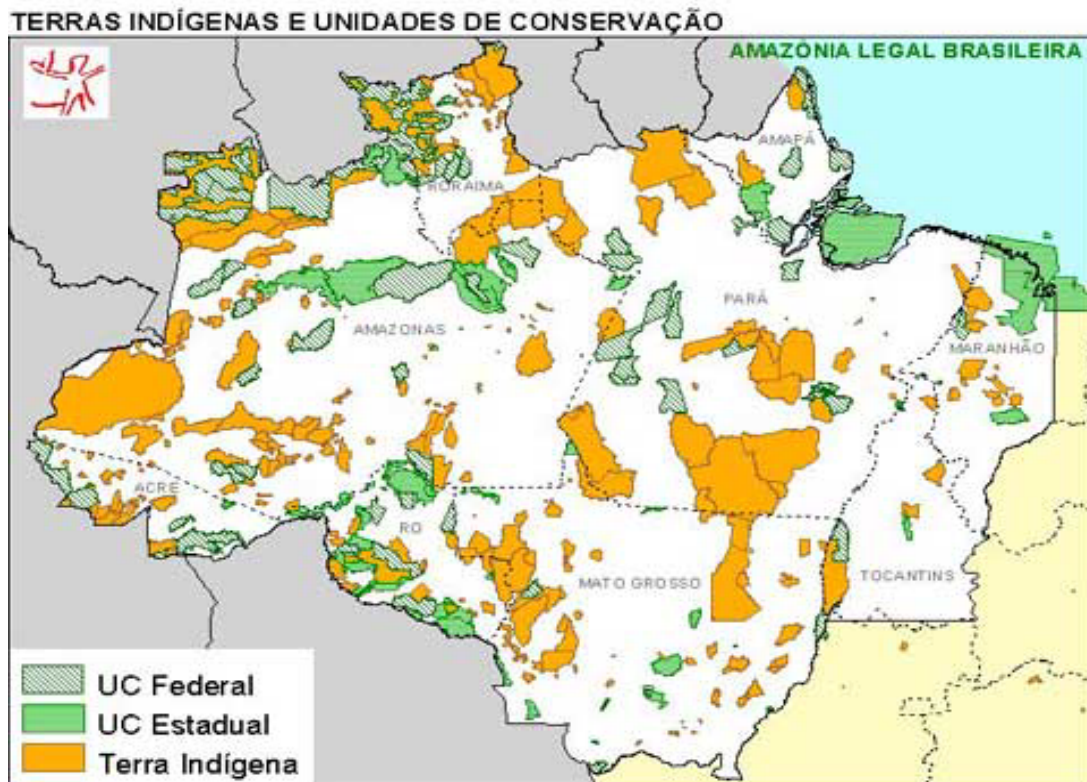 TERRAS INDÍGENAS E UNIDADES DE CONSERVAÇÃO
AMAZÔNIA LEGAL BRASILEIRA
AMAPÁ
RORAIMA
PARÁ
AMAZONAS
MARANHÃO
ACRE
RO
MATO GROSSO
TOCANTINS
UC Federal
UC Estadual
Terra Indígena